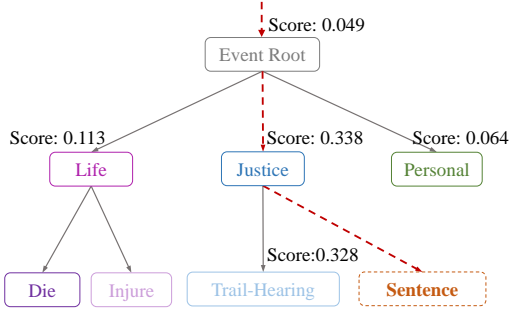 Score: 0.049
Event Root
Score: 0.113
Score: 0.338
Score: 0.064
Life
Justice
Personal
Score:0.328
Die
Injure
Trail-Hearing
Sentence